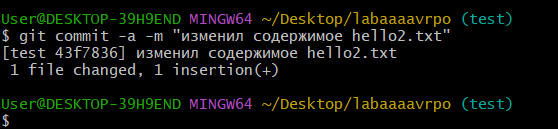 User@DESKTOP-39H9END MINGW64 ~/Desktop/labaaaavrpo (test)
$ git commit -a -m "изменил содержимое hello2.txt"
[test 43f7836] изменил содержимое hello2.txt
 1 file changed, 1 insertion(+)

User@DESKTOP-39H9END MINGW64 ~/Desktop/labaaaavrpo (test)
$